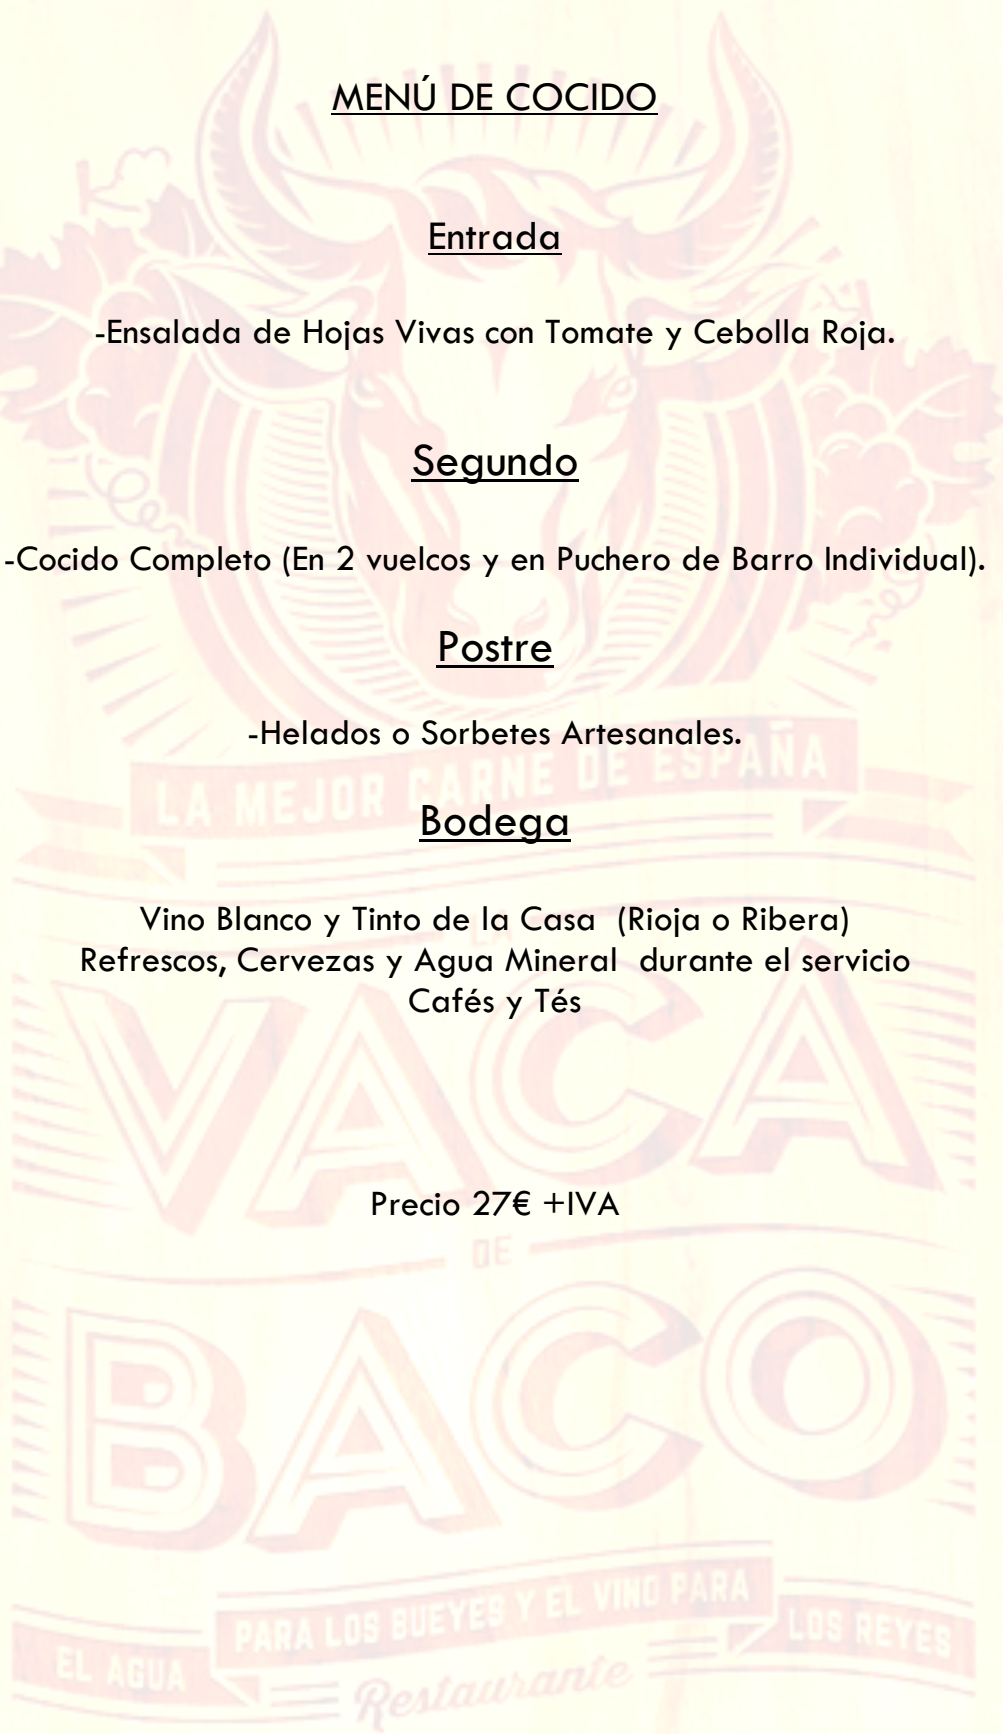 MENÚ DE COCIDO
Entrada
-Ensalada de Hojas Vivas con Tomate y Cebolla Roja.
Segundo
-Cocido Completo (En 2 vuelcos y en Puchero de Barro Individual).
Postre
-Helados o Sorbetes Artesanales.
LA MEJOR CARNE DE ESPAÑA
Bodega
Vino Blanco y Tinto de la Casa (Rioja o Ribera)
LA
Refrescos, Cervezas y Agua Mineral durante el servicio
Cafés y Tés
VACA
Precio 27€ +IVA
DE
BACO
EL AGUA PARA LOS BUEYES Y EL VINO PARA LOS REYES
Restaurante